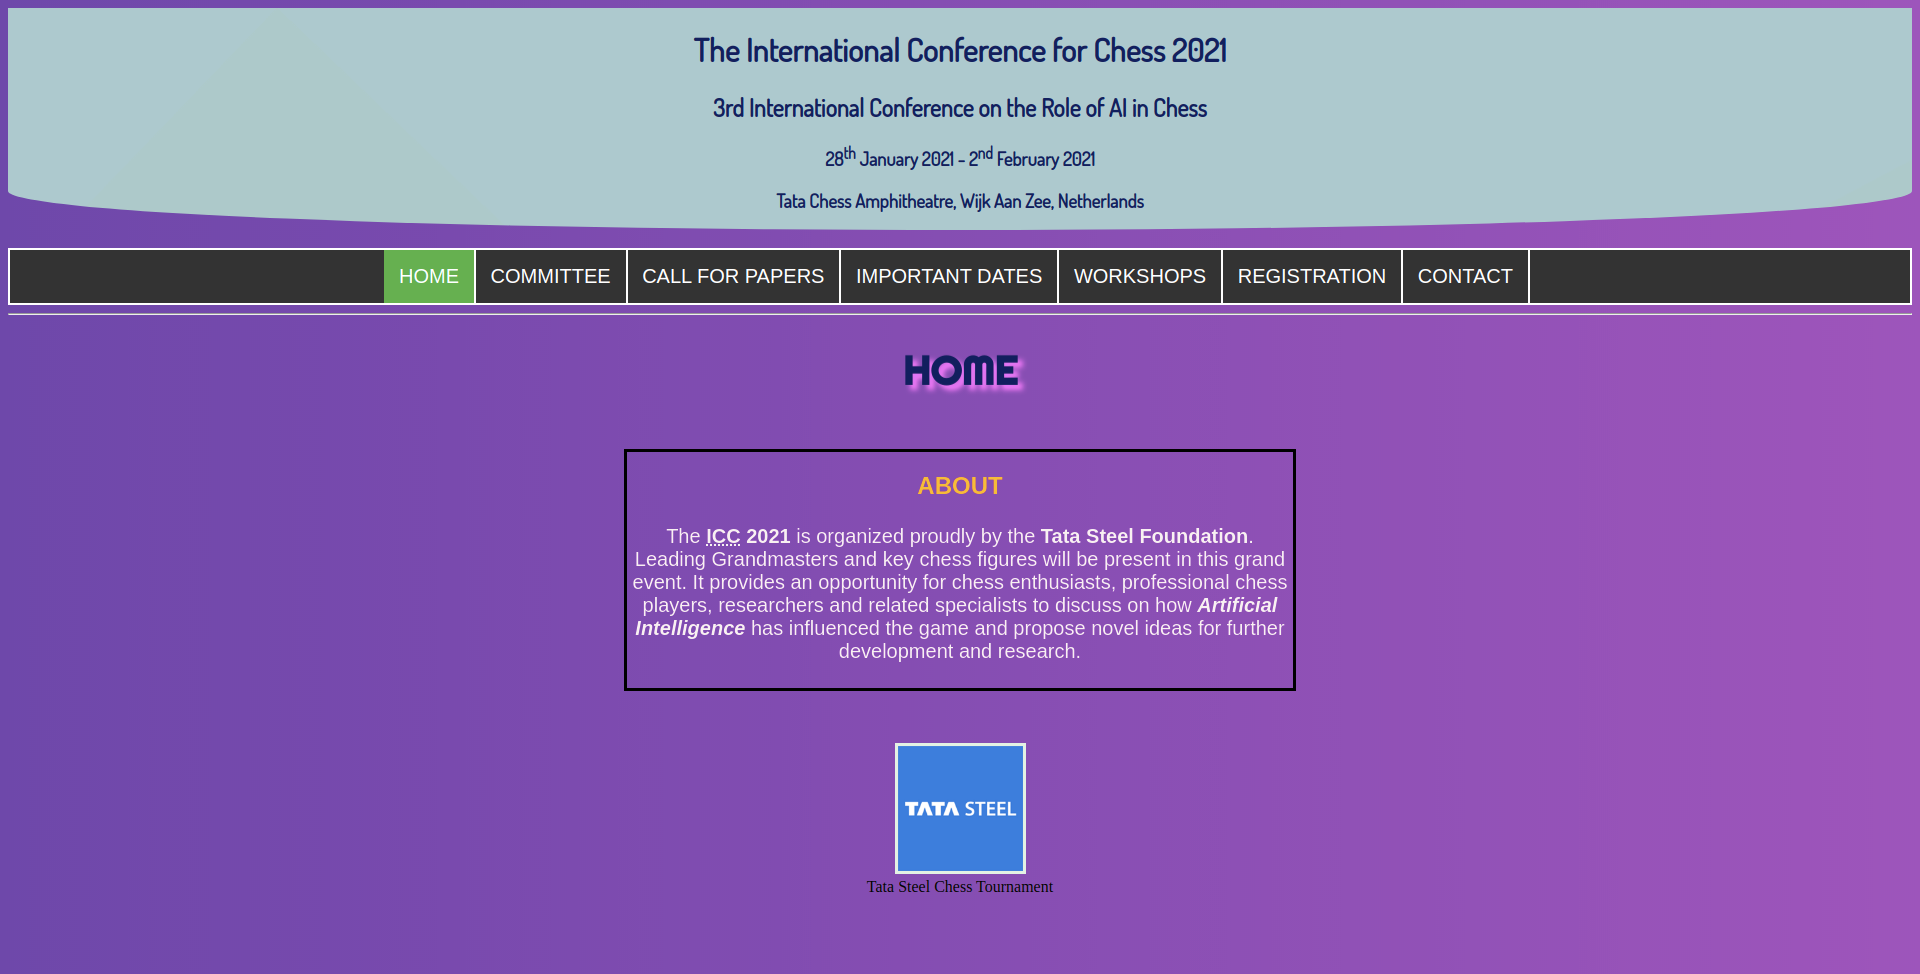 The International Conference for Chess 2021
3rd International Conference on the Role of AI in Chess
28th January 2021 - 2nd February 2021
Tata Chess Amphitheatre, Wijk Aan Zee, Netherlands
HOME COMMITTEE CALL FOR PAPERS IMPORTANT DATES WORKSHOPS REGISTRATION CONTACT
HOME
ABOUT
The ICC 2021 is organized proudly by the Tata Steel Foundation.
Leading Grandmasters and key chess figures will be present in this grand
event. It provides an opportunity for chess enthusiasts, professional chess
players, researchers and related specialists to discuss on how Artificial
Intelligence has influenced the game and propose novel ideas for further
development and research.
TATA STEEL
Tata Steel Chess Tournament